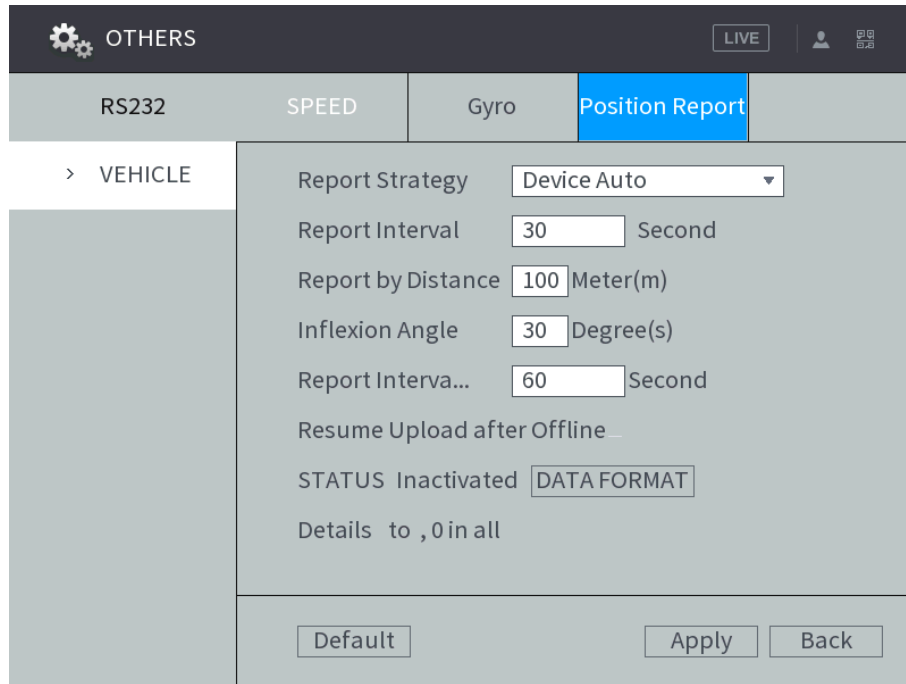 OTHERS LIVE
RS232 SPEED Gyro Position Report
> VEHICLE
Report Strategy Device Auto
Report Interval 30 Second
Report by Distance 100 Meter(m)
Inflexion Angle 30 Degree(s)
Report Interva... 60 Second
Resume Upload after Offline
STATUS Inactivated DATA FORMAT
Details to , 0 in all
Default Apply Back